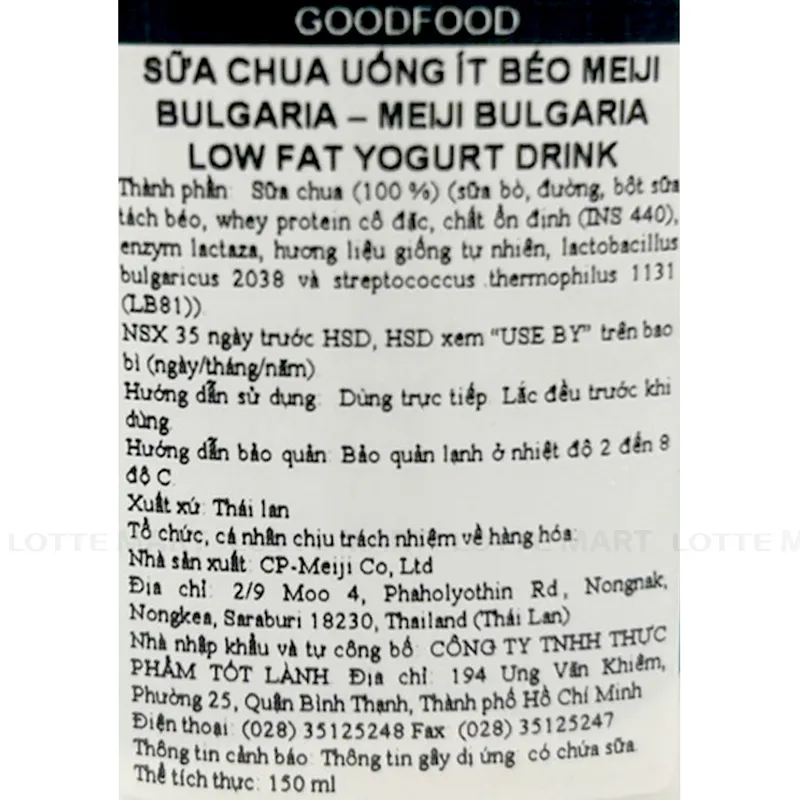 GOODFOOD
SỮA CHUA UỐNG ÍT BÉO MEIJI
BULGARIA – MEIJI BULGARIA
LOW FAT YOGURT DRINK
Thành phần: Sữa chua (100 %) (sữa bò, đường, bột sữa
tách béo, whey protein cô đặc, chất ổn định (INS 440),
enzym lactaza, hương liệu giống tự nhiên, lactobacillus
bulgaricus 2038 và streptococcus thermophilus 1131
(LB81)).
NSX 35 ngày trước HSD, HSD xem "USE BY" trên bao
bì (ngày/tháng/năm)
Hướng dẫn sử dụng: Dùng trực tiếp. Lắc đều trước khi
dùng.
Hướng dẫn bảo quản: Bảo quản lạnh ở nhiệt độ 2 đến 8
độ C.
Xuất xứ: Thái lan
Tổ chức, cá nhân chịu trách nhiệm về hàng hóa:
LOTTE MART LOTTE MART LOTTE M
Nhà sản xuất: CP-Meiji Co, Ltd
Địa chỉ: 2/9 Moo 4, Phaholyothin Rd, Nongnak,
Nongkea, Saraburi 18230, Thailand (Thái Lan)
Nhà nhập khẩu và tự công bố: CÔNG TY TNHH THỰC
PHẨM TỐT LÀNH. Địa chỉ: 194 Ung Văn Khiêm,
Phường 25, Quận Bình Thạnh, Thành phố Hồ Chí Minh
Điện thoại: (028) 35125248 Fax: (028) 35125247
Thông tin cảnh báo: Thông tin gây dị ứng: có chứa sữa.
Thể tích thực: 150 ml